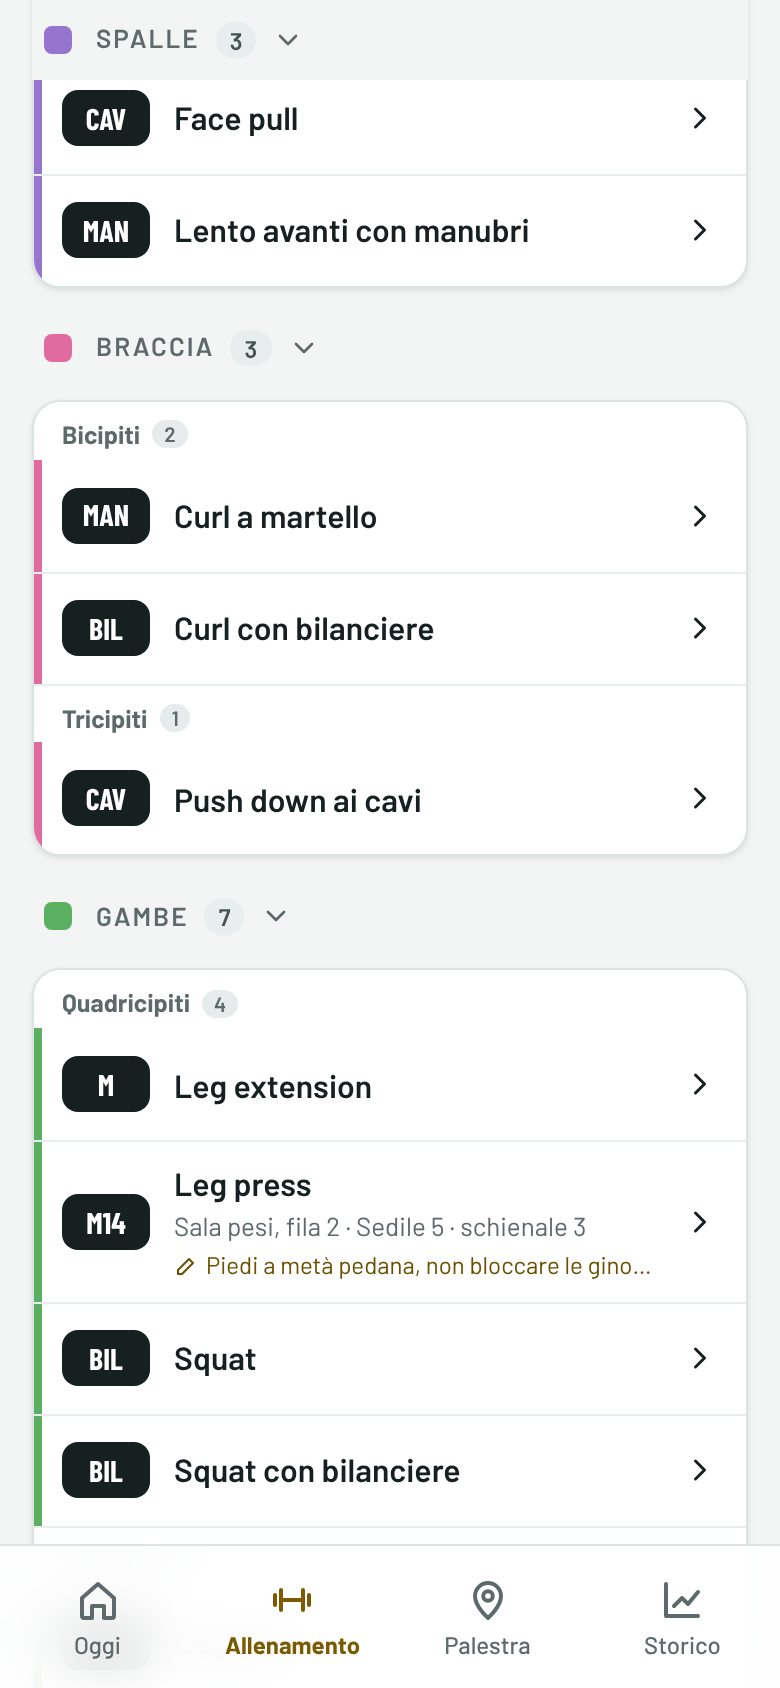 SPALLE 3
CAV Face pull
MAN Lento avanti con manubri
BRACCIA 3
Bicipiti 2
MAN Curl a martello
BIL Curl con bilanciere
Tricipiti 1
CAV Push down ai cavi
GAMBE 7
Quadricipiti 4
M Leg extension
Leg press
M14 Sala pesi, fila 2 · Sedile 5 · schienale 3
Piedi a metà pedana, non bloccare le gino...
BIL Squat
BIL Squat con bilanciere
Oggi Allenamento Palestra Storico